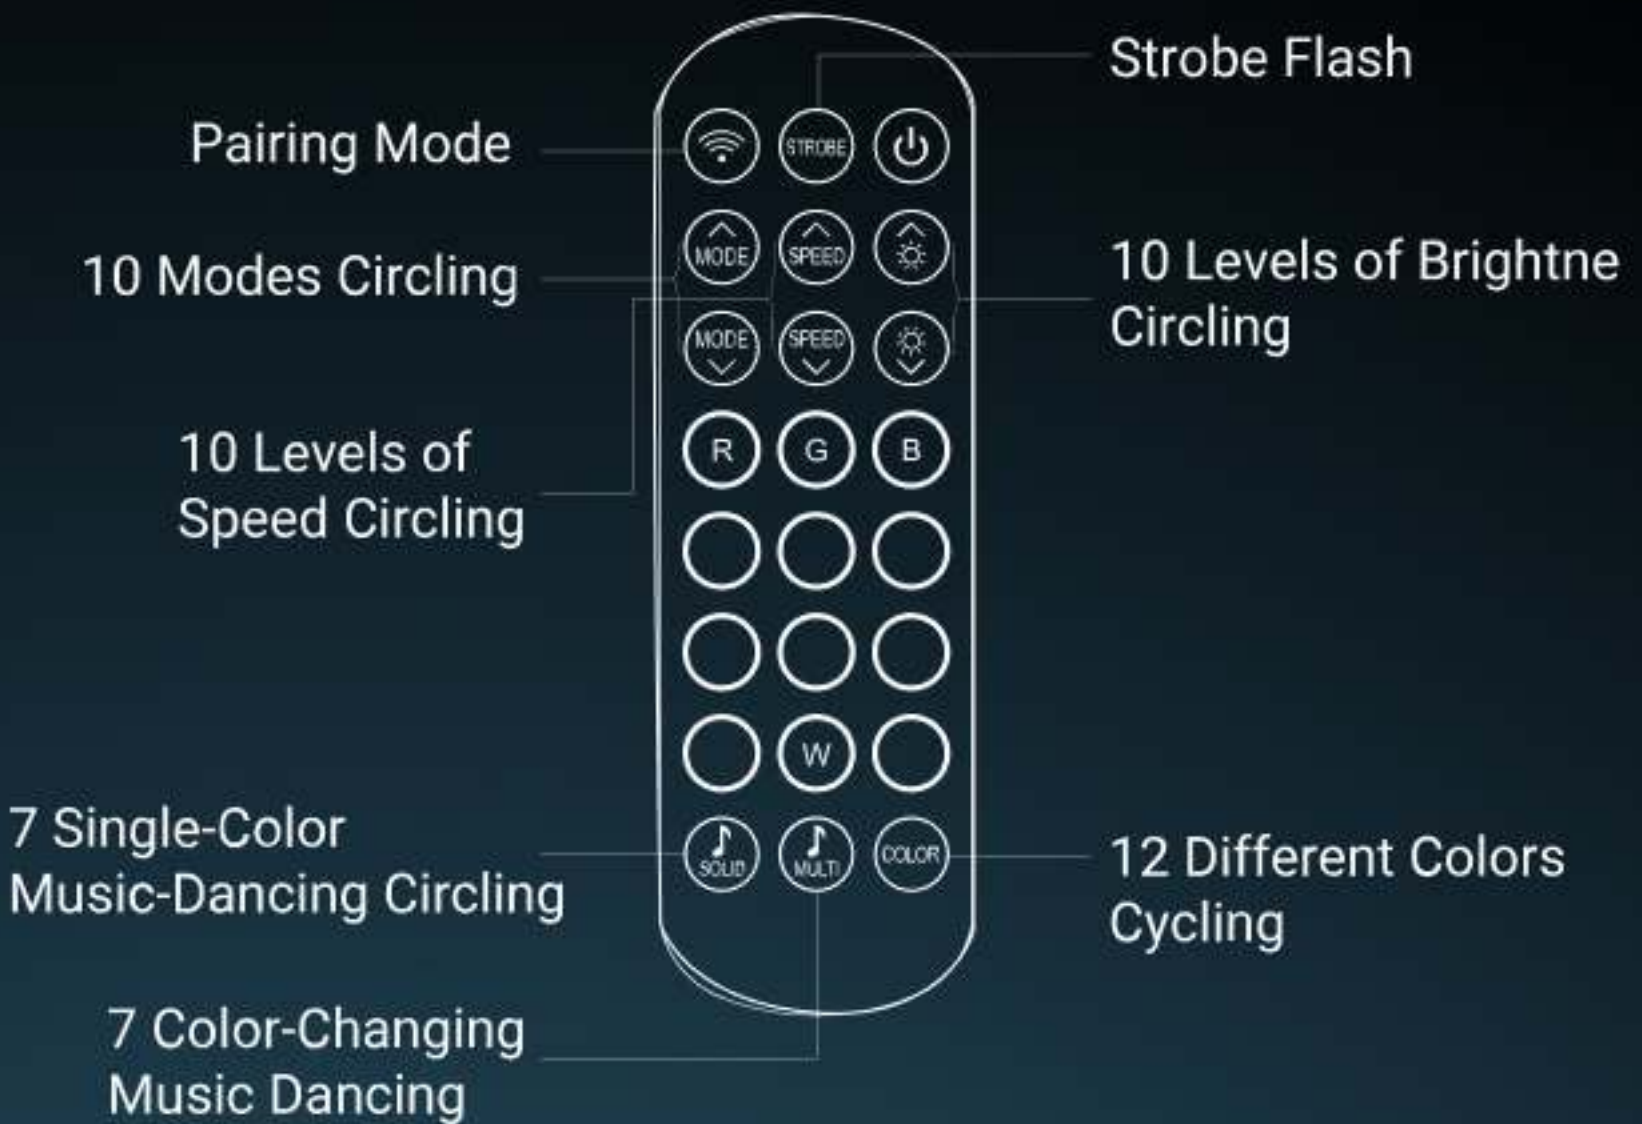 Strobe Flash
Pairing Mode
STROBE
10 Modes Circling
MODE
SPEED
10 Levels of Brightne
Circling
MODE
SPEED
10 Levels of
Speed Circling
R
G
B
W
7 Single-Color
Music-Dancing Circling
SOLID
MULTI
COLOR
12 Different Colors
Cycling
7 Color-Changing
Music Dancing